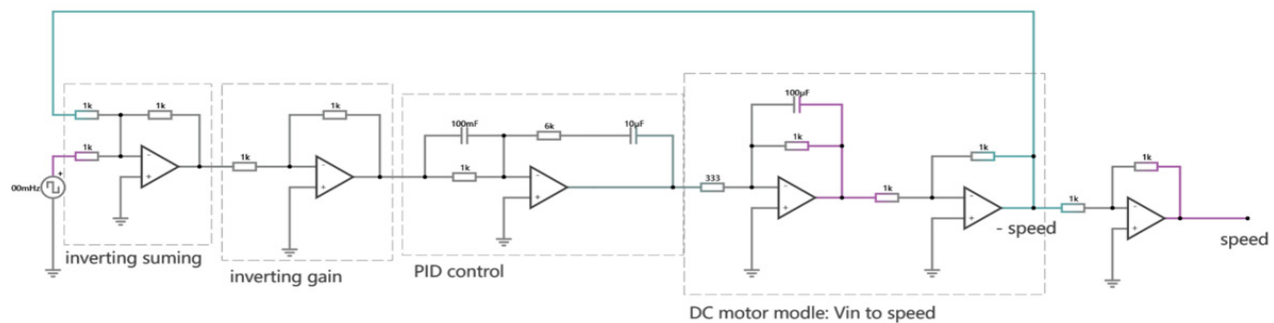 1k
1k
1k
00mHz
inverting suming
1k
1k
inverting gain
100mF
6k
10µF
1k
PID control
333
100µF
1k
1k
1k
- speed
DC motor modle: Vin to speed
1k
1k
speed